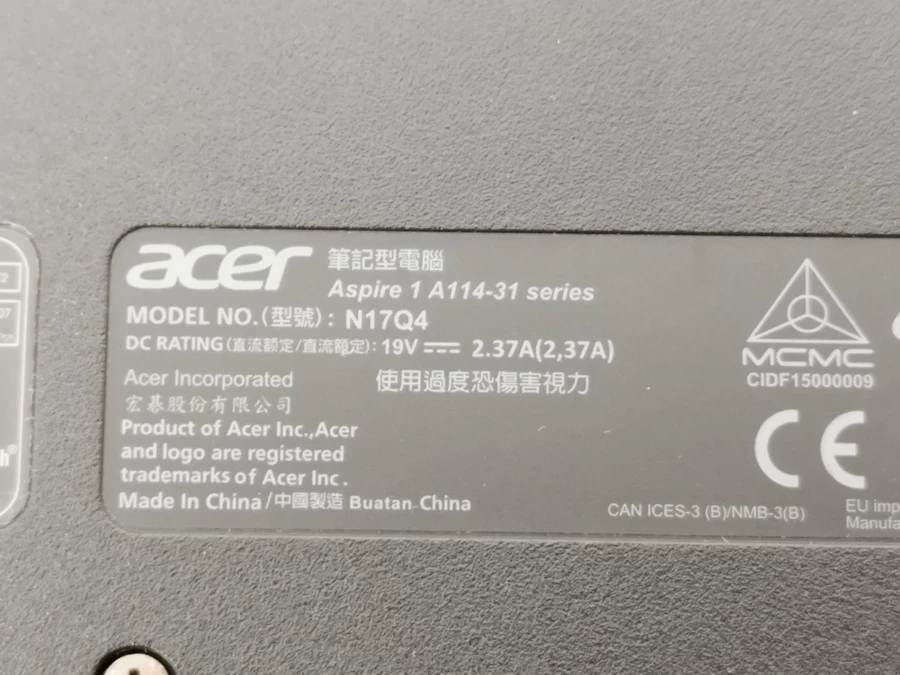 acer 筆記型電腦
Aspire 1 A114-31 series
MODEL NO.(型號): N17Q4
DC RATING(直流額定/直流额定): 19V 2.37A(2,37A)
Acer Incorporated 使用過度恐傷害視力
宏碁股份有限公司
Product of Acer Inc.,Acer
and logo are registered
trademarks of Acer Inc.
Made In China/中國製造 Buatan China
MCMC
CIDF15000009
CE
CAN ICES-3 (B)/NMB-3(B)
EU imp
Manufa